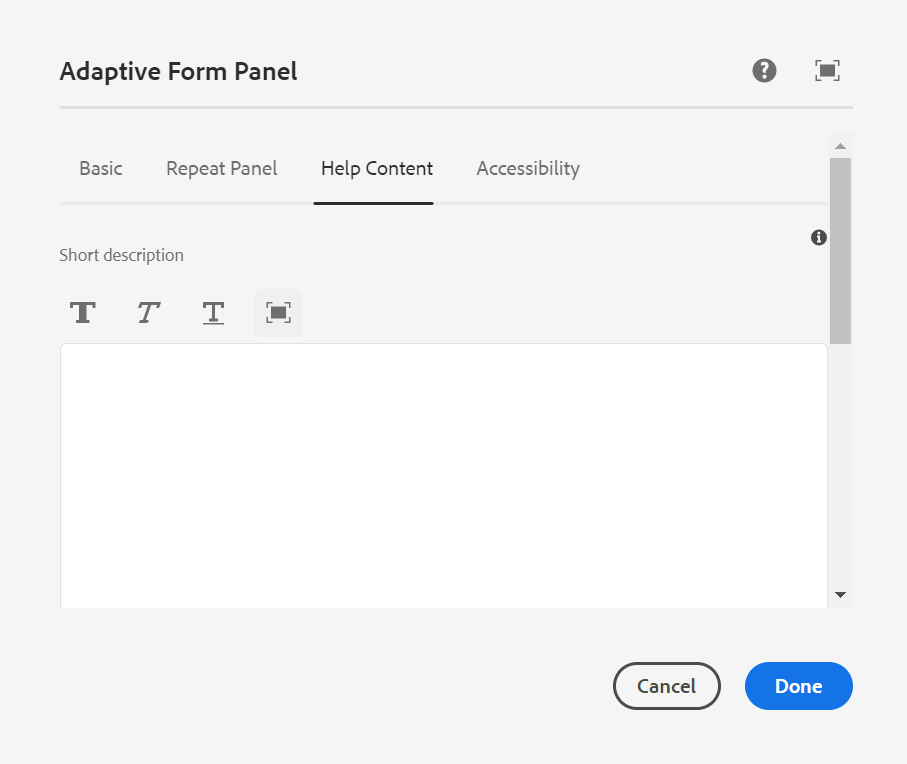 Adaptive Form Panel
Basic Repeat Panel Help Content Accessibility
Short description
Cancel Done